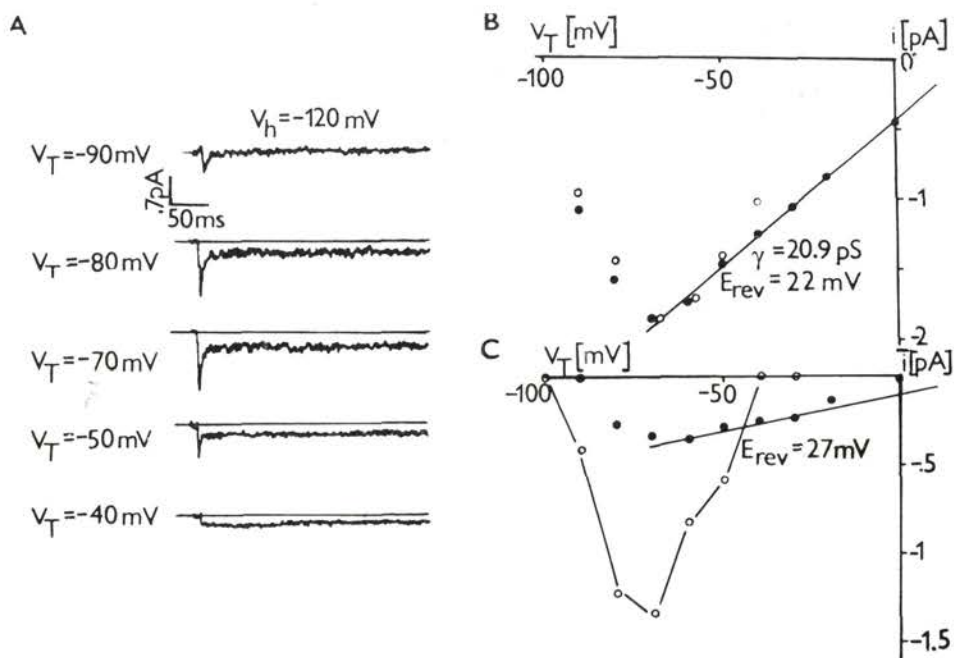 A
V_h=-120 mV
V_T=-90mV
.7pA
50ms
V_T=-80mV
V_T=-70mV
V_T=-50mV
V_T=-40mV
B
V_T [mV]
i[pA]
-100
-50
0
-1
γ =20.9 pS
E_rev = 22 mV
-2
C
V_T [mV]
i[pA]
-100
-50
E_rev = 27mV
-.5
-1
-1.5